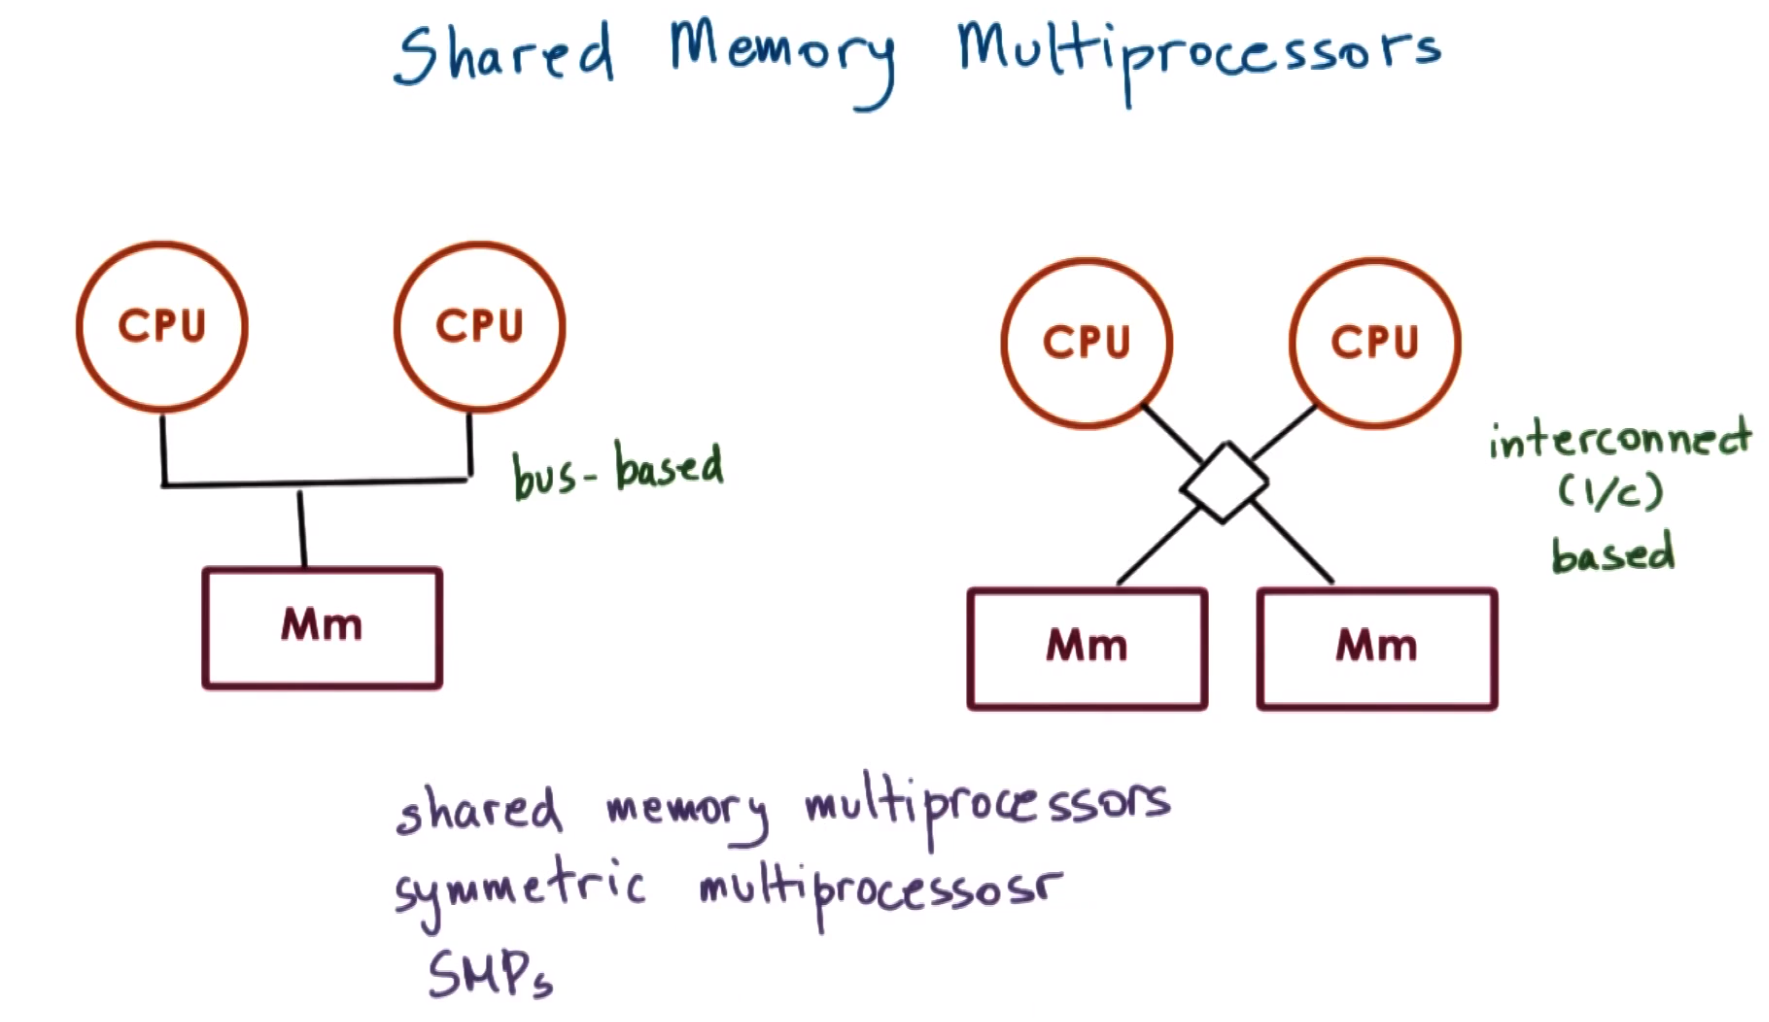 Shared Memory Multiprocessors
CPU
CPU
bus-based
Mm
CPU
CPU
interconnect
(I/c)
based
Mm
Mm
shared memory multiprocessors
symmetric multiprocessosr
SMPs